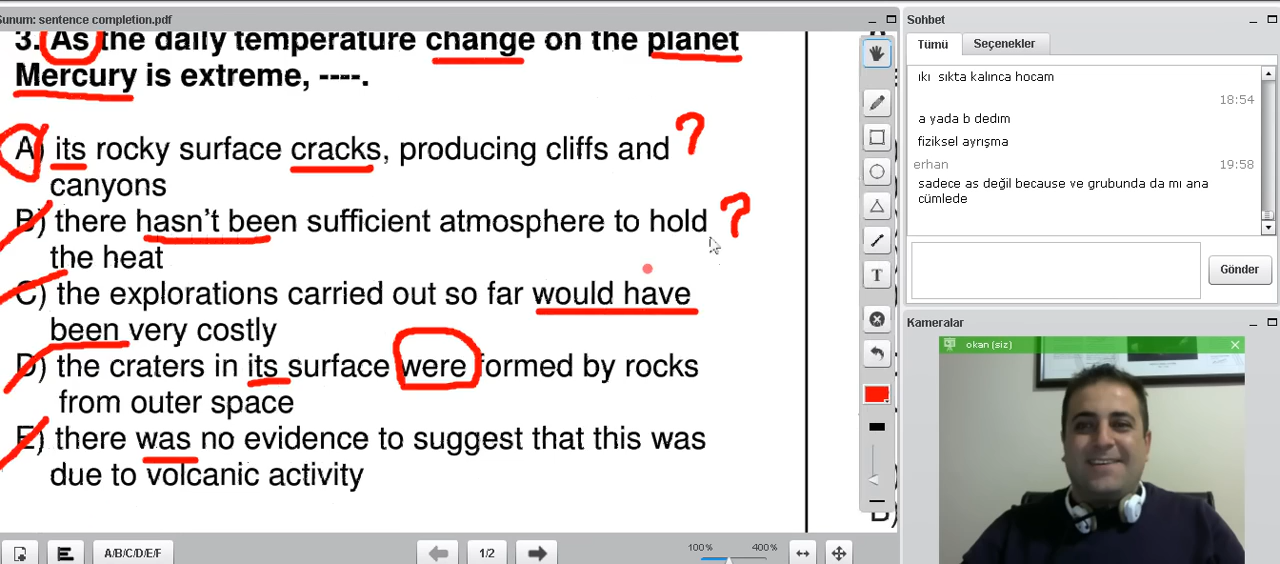 Sunum: sentence completion.pdf
3. As the daily temperature change on the planet
Mercury is extreme, ----.
A) its rocky surface cracks, producing cliffs and ?
canyons
B) there hasn't been sufficient atmosphere to hold ?
the heat
C) the explorations carried out so far would have
been very costly
D) the craters in its surface were formed by rocks
from outer space
E) there was no evidence to suggest that this was
due to volcanic activity
B)
T
A/B/C/D/E/F
1/2
100%
400%
Sohbet
Tümü
Seçenekler
ıkı sıkta kalınca hocam
18:54
a yada b dedım
fiziksel ayrışma
erhan
19:58
sadece as değil because ve grubunda da mı ana
cümlede
Gönder
Kameralar
okan (siz)